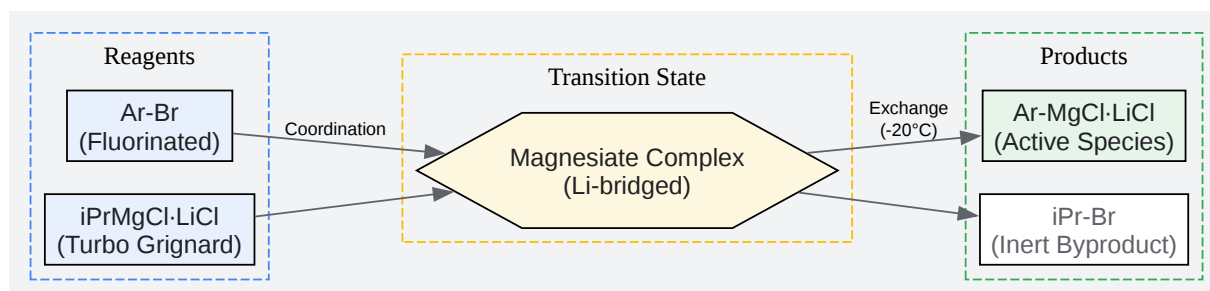 Reagents
Ar-Br
(Fluorinated)
iPrMgCl·LiCl
(Turbo Grignard)
Coordination
Transition State
Magnesiate Complex
(Li-bridged)
Exchange
(-20°C)
Products
Ar-MgCl·LiCl
(Active Species)
iPr-Br
(Inert Byproduct)